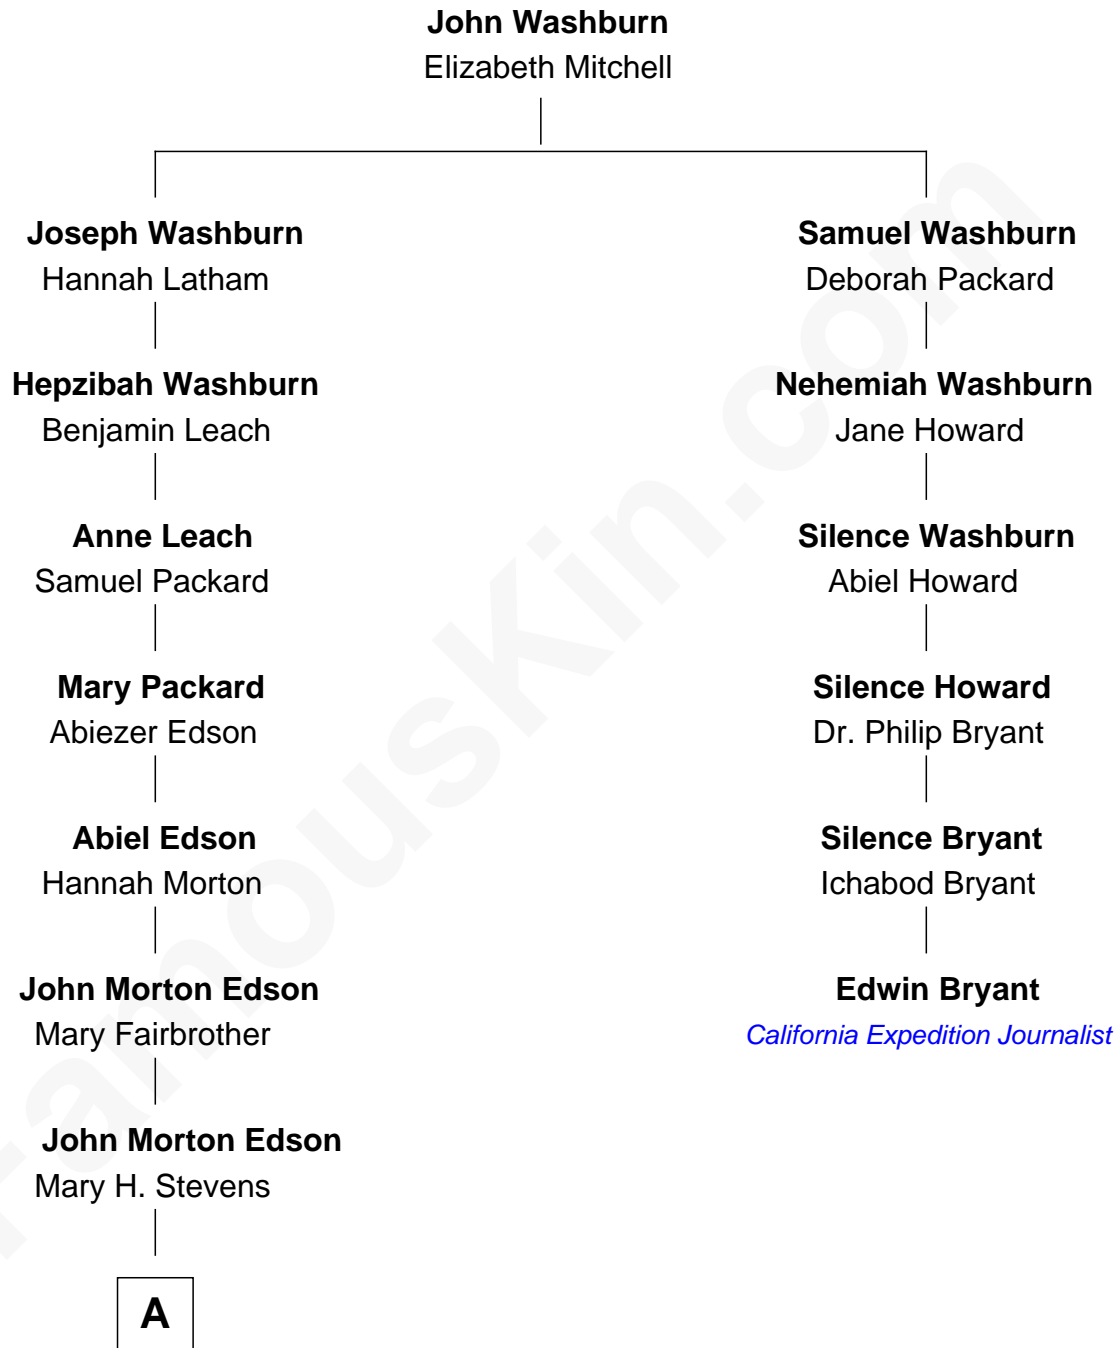 John Washburn
Elizabeth Mitchell
Joseph Washburn
Hannah Latham
Samuel Washburn
Deborah Packard
Hepzibah Washburn
Benjamin Leach
Nehemiah Washburn
Jane Howard
Anne Leach
Samuel Packard
Silence Washburn
Abiel Howard
Mary Packard
Abiezer Edson
Silence Howard
Dr. Philip Bryant
Abiel Edson
Hannah Morton
Silence Bryant
Ichabod Bryant
John Morton Edson
Mary Fairbrother
Edwin Bryant
California Expedition Journalist
John Morton Edson
Mary H. Stevens
A
FamousKin.com